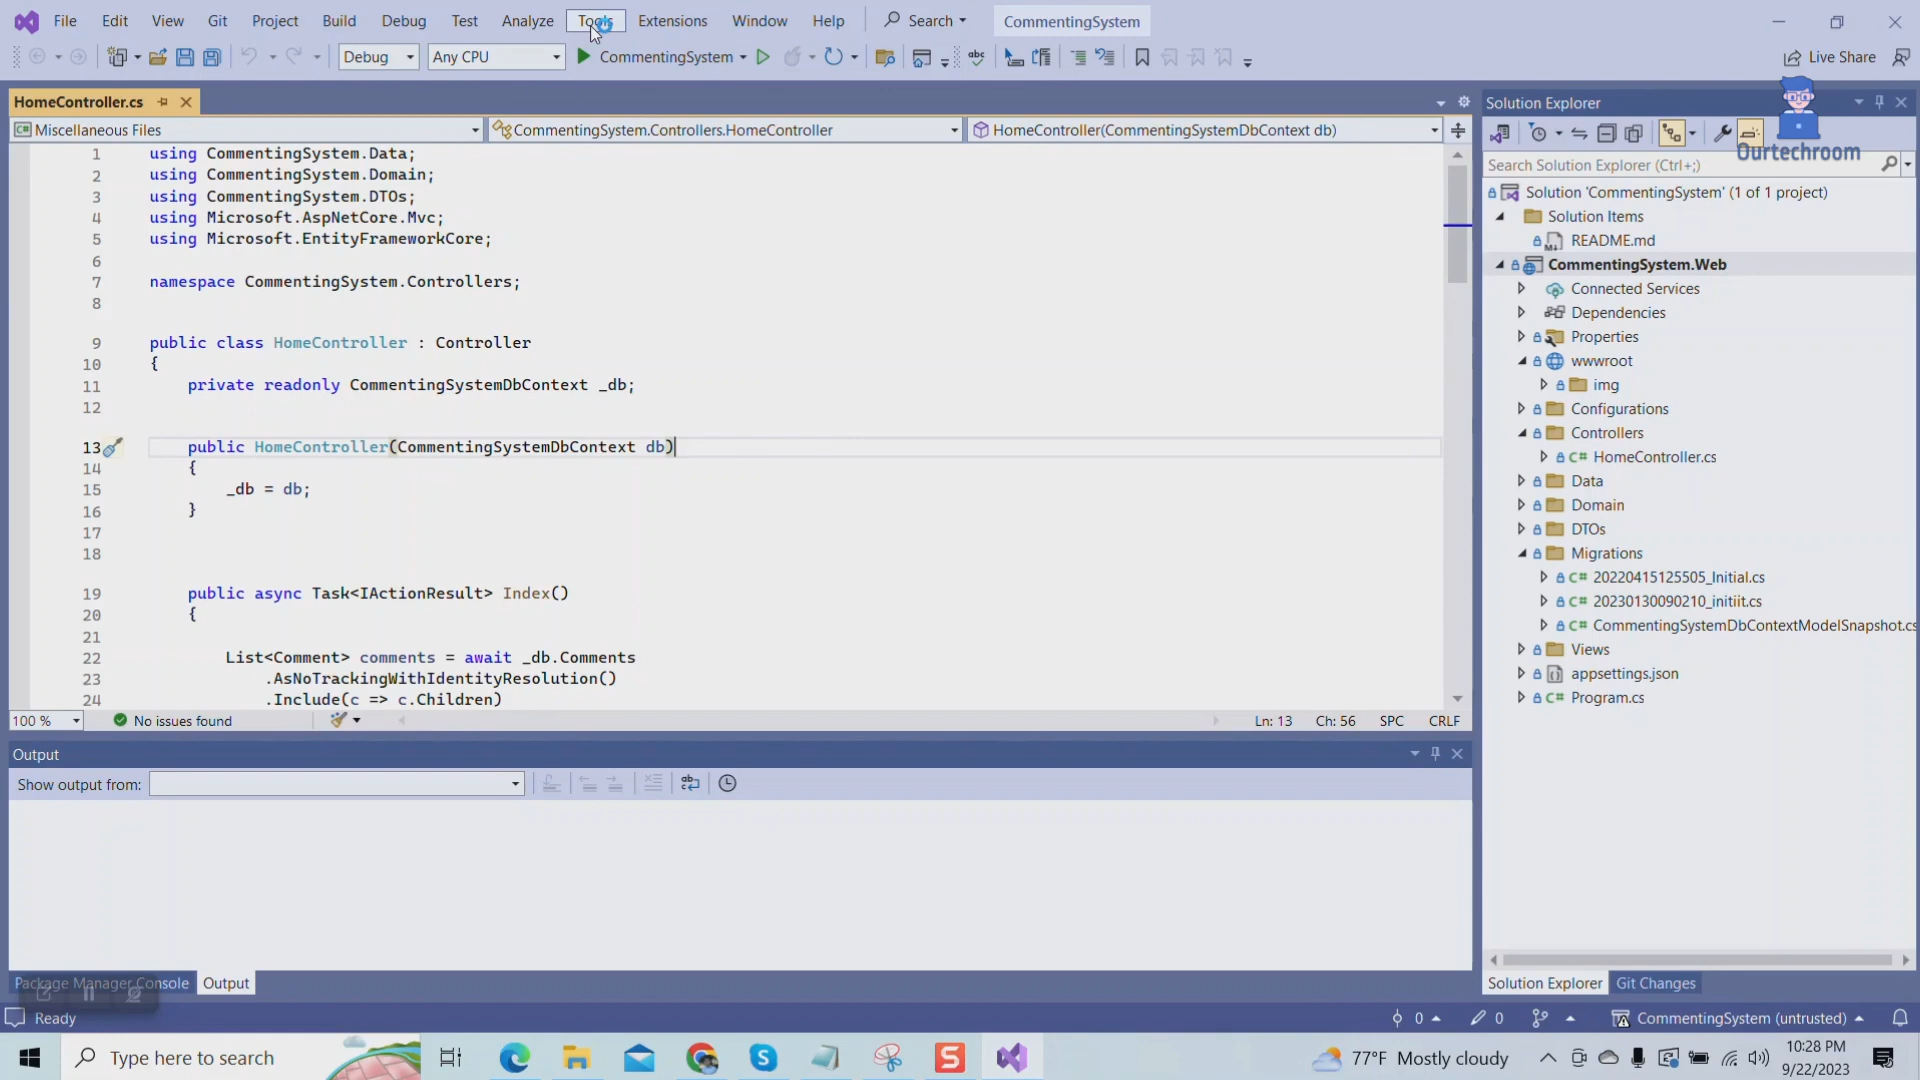 File Edit View Git Project Build Debug Test Analyze Tools Extensions Window Help Search CommentingSystem
Debug Any CPU CommentingSystem Live Share
HomeController.cs
Miscellaneous Files CommentingSystem.Controllers.HomeController HomeController(CommentingSystemDbContext db)
1 using CommentingSystem.Data;
2 using CommentingSystem.Domain;
3 using CommentingSystem.DTOs;
4 using Microsoft.AspNetCore.Mvc;
5 using Microsoft.EntityFrameworkCore;
6
7 namespace CommentingSystem.Controllers;
8
9 public class HomeController : Controller
10 {
11 private readonly CommentingSystemDbContext _db;
12
13 public HomeController(CommentingSystemDbContext db)
14 {
15 _db = db;
16 }
17
18
19 public async Task<IActionResult> Index()
20 {
21
22 List<Comment> comments = await _db.Comments
23 .AsNoTrackingWithIdentityResolution()
24 .Include(c => c.Children)
100 % No issues found Ln: 13 Ch: 56 SPC CRLF
Output
Show output from:
Package Manager Console Output
Solution Explorer
Ourtechroom
Search Solution Explorer (Ctrl+;)
Solution 'CommentingSystem' (1 of 1 project)
Solution Items
README.md
CommentingSystem.Web
Connected Services
Dependencies
Properties
wwwroot
img
Configurations
Controllers
HomeController.cs
Data
Domain
DTOs
Migrations
20220415125505_Initial.cs
20230130090210_initiit.cs
CommentingSystemDbContextModelSnapshot.cs
Views
appsettings.json
Program.cs
Solution Explorer Git Changes
Ready 0 0 CommentingSystem (untrusted)
Type here to search 77°F Mostly cloudy 10:28 PM
9/22/2023